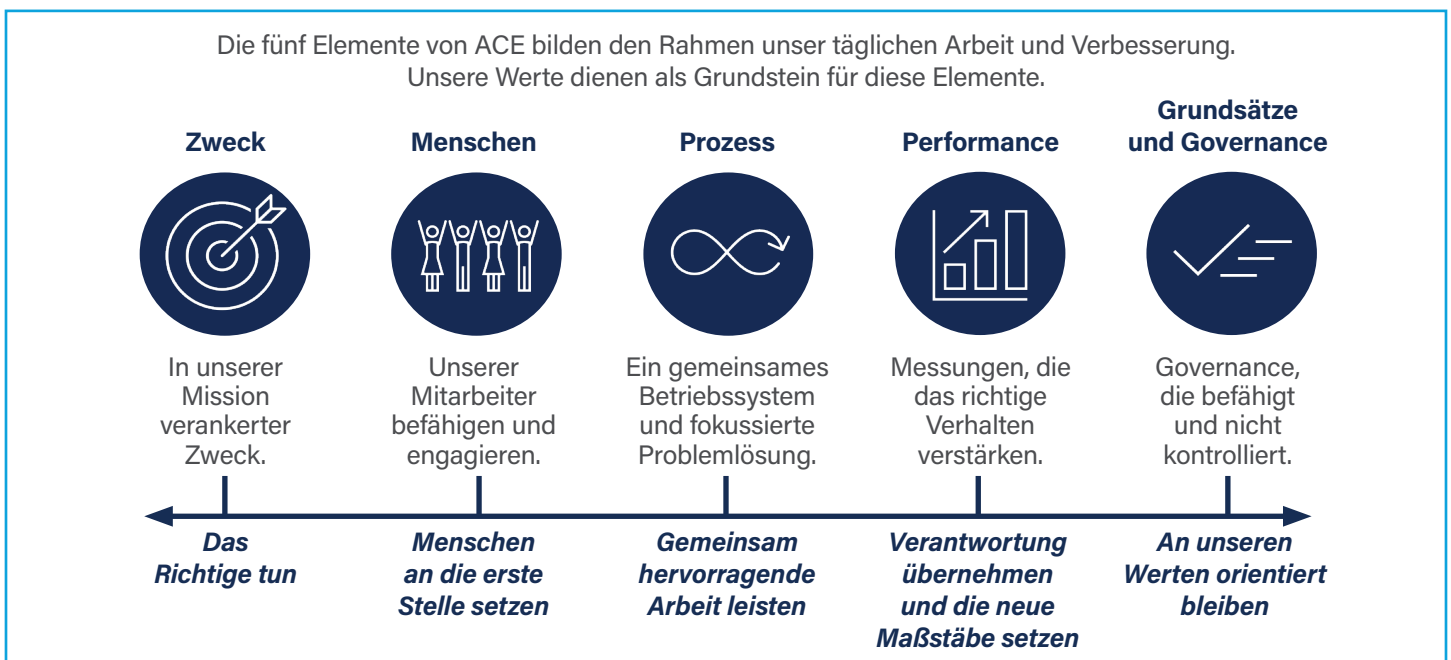 Die fünf Elemente von ACE bilden den Rahmen unser täglichen Arbeit und Verbesserung.
Unsere Werte dienen als Grundstein für diese Elemente.
Zweck
Menschen
Prozess
Performance
Grundsätze
und Governance
In unserer
Mission
verankerter
Zweck.
Unserer
Mitarbeiter
befähigen und
engagieren.
Ein gemeinsames
Betriebssystem
und fokussierte
Problemlösung.
Messungen, die
das richtige
Verhalten
verstärken.
Governance,
die befähigt
und nicht
kontrolliert.
Das
Richtige tun
Menschen
an die erste
Stelle setzen
Gemeinsam
hervorragende
Arbeit leisten
Verantwortung
übernehmen
und die neue
Maßstäbe setzen
An unseren
Werten orientiert
bleiben